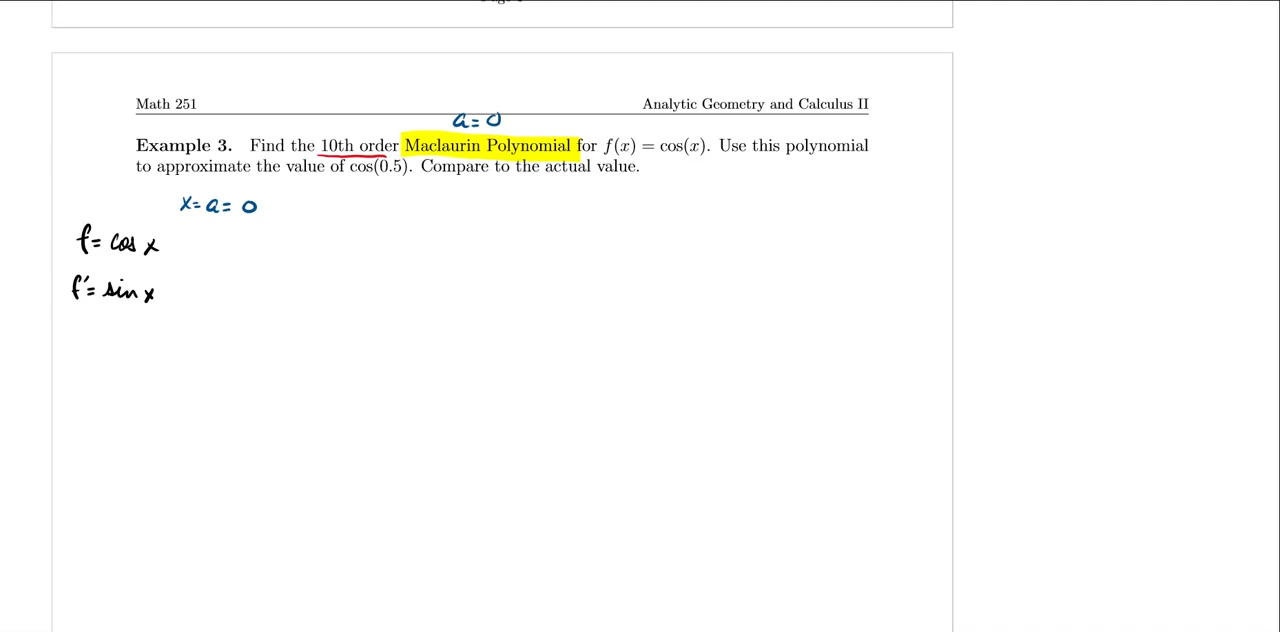 Math 251 Analytic Geometry and Calculus II
a = 0
Example 3. Find the 10th order Maclaurin Polynomial for f(x) = cos(x). Use this polynomial
to approximate the value of cos(0.5). Compare to the actual value.
x = a = 0
f = cos x
f' = sin x